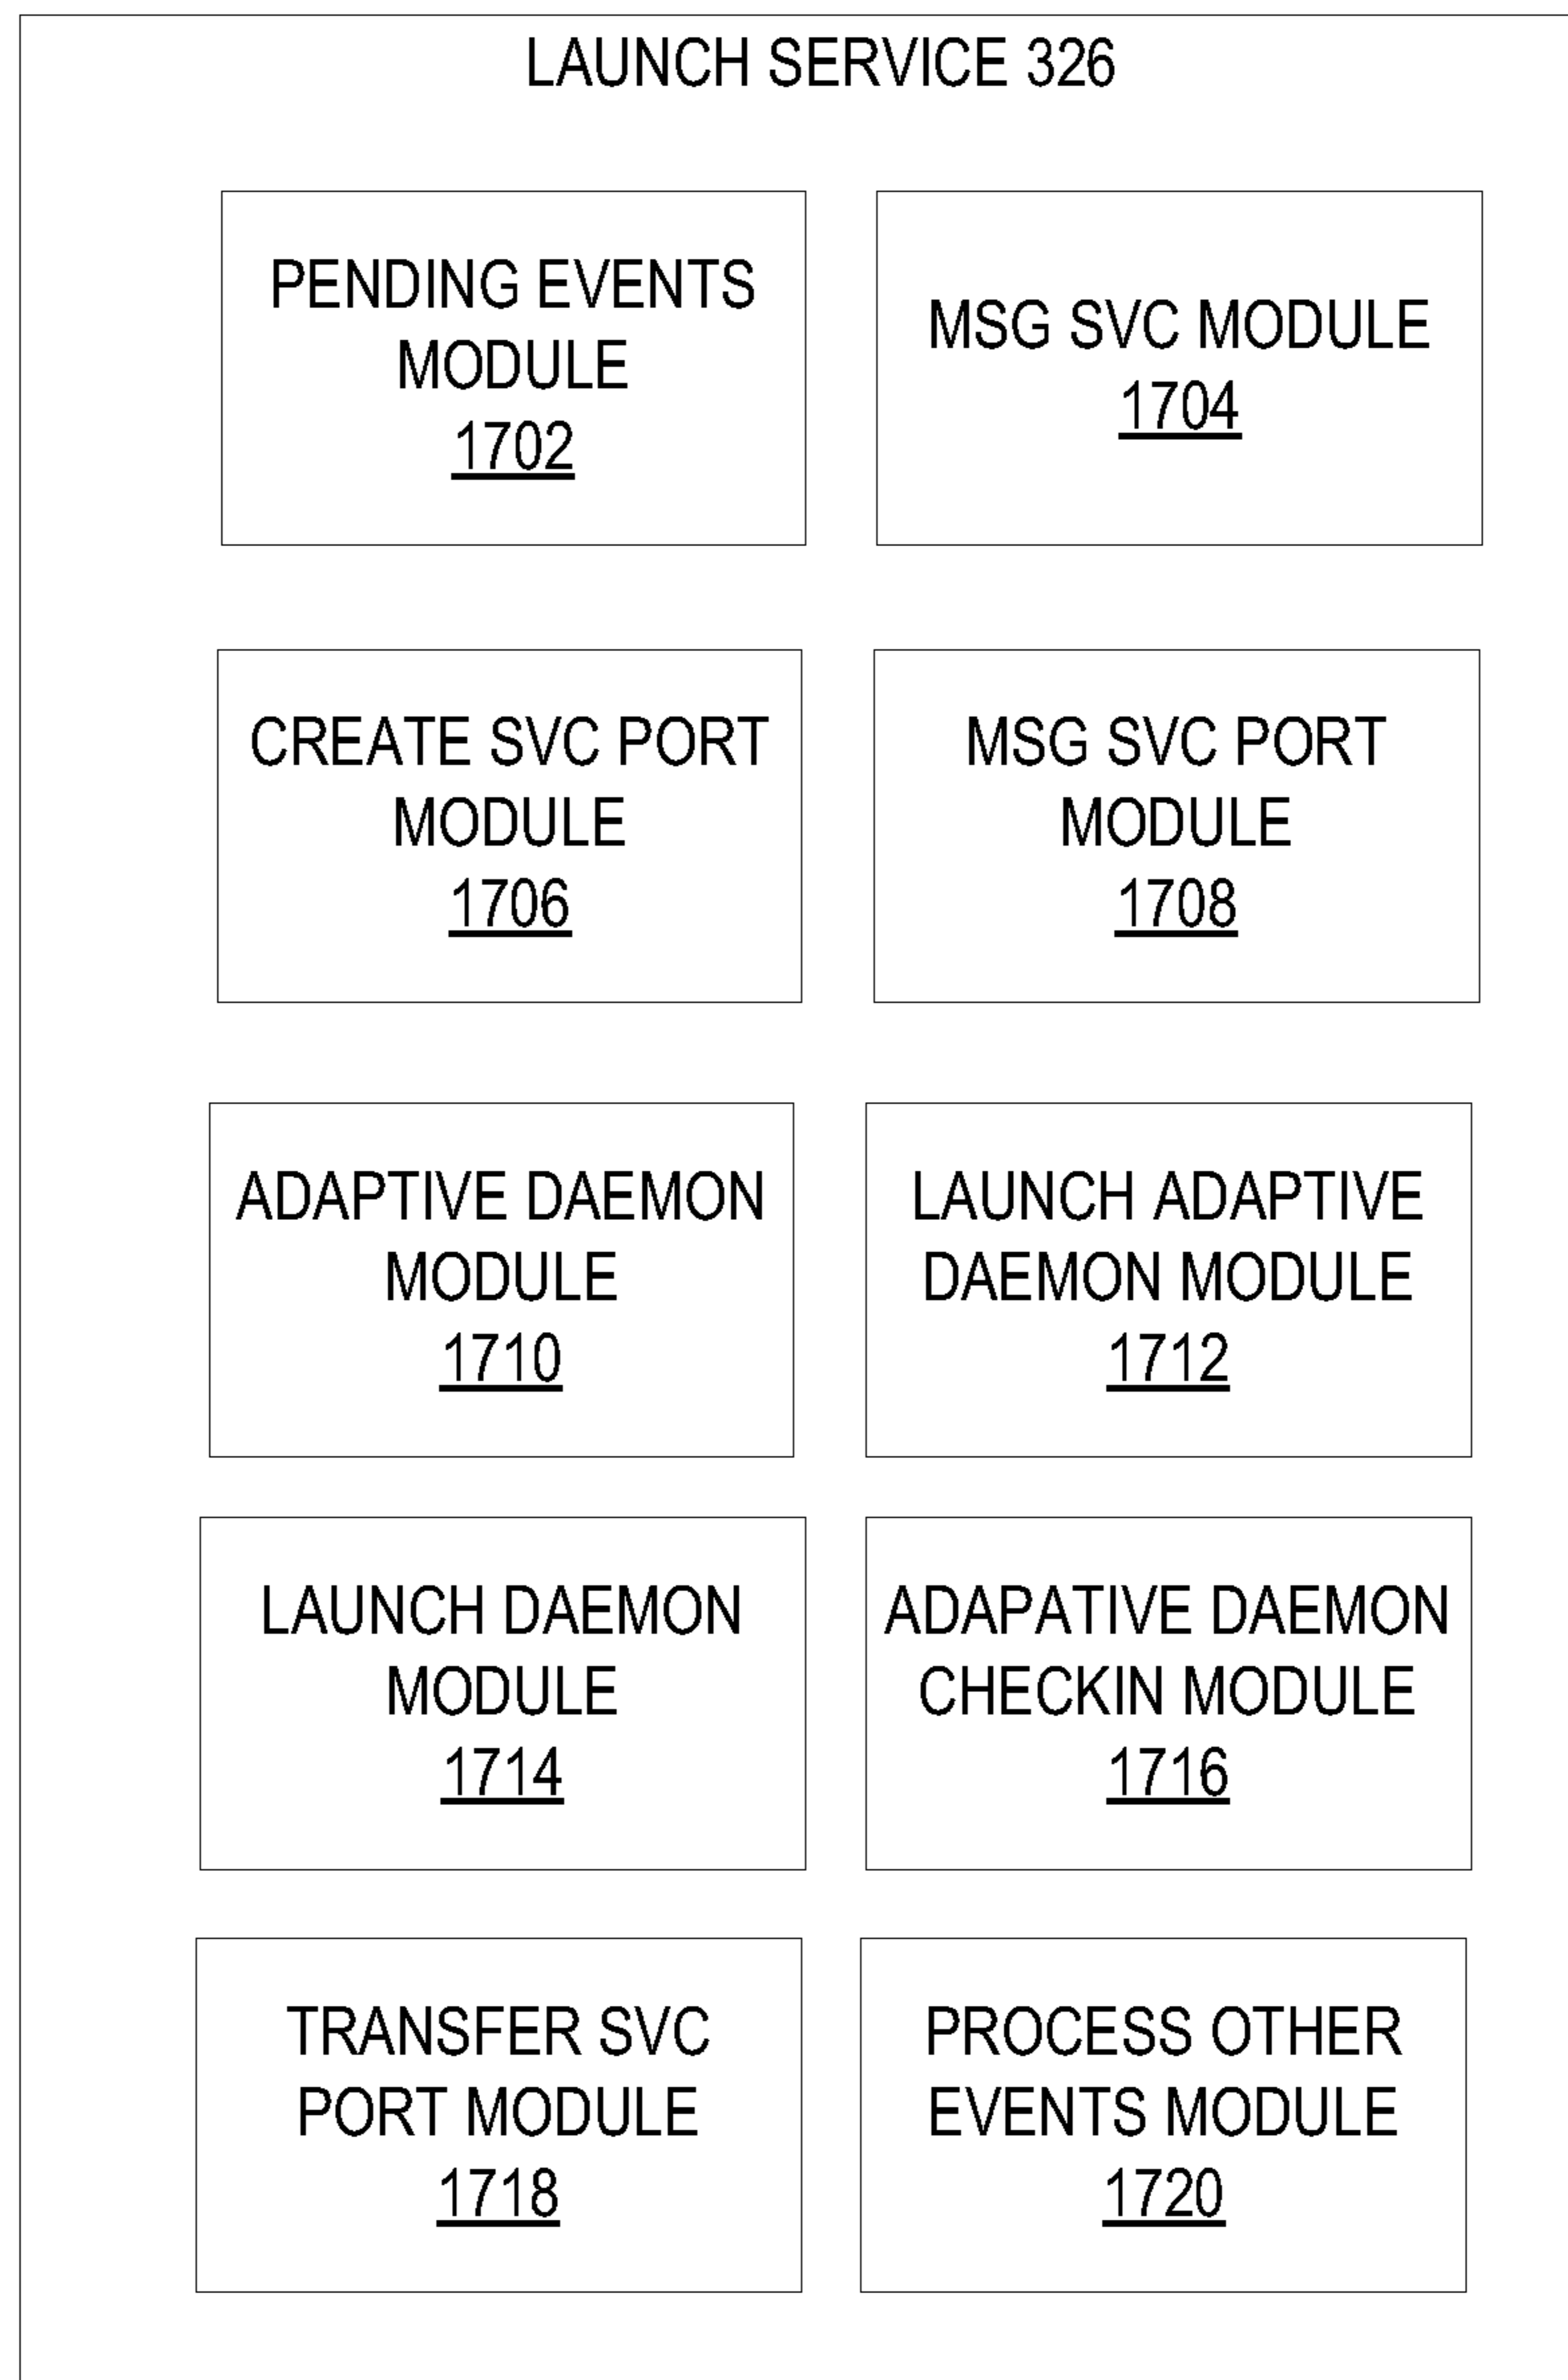 LAUNCH SERVICE 326
PENDING EVENTS
MODULE
1702
MSG SVC MODULE
1704
CREATE SVC PORT
MODULE
1706
MSG SVC PORT
MODULE
1708
ADAPTIVE DAEMON
MODULE
1710
LAUNCH ADAPTIVE
DAEMON MODULE
1712
LAUNCH DAEMON
MODULE
1714
ADAPATIVE DAEMON
CHECKIN MODULE
1716
TRANSFER SVC
PORT MODULE
1718
PROCESS OTHER
EVENTS MODULE
1720